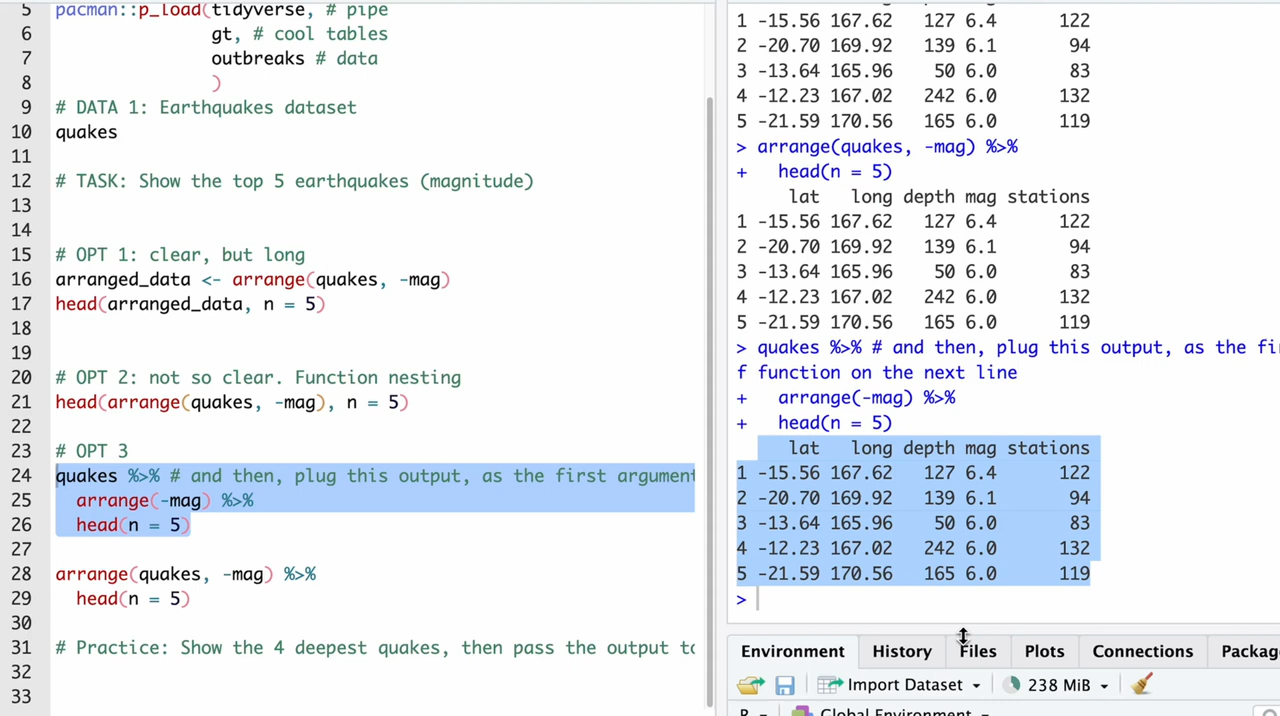 5 pacman::p_load(tidyverse, # pipe
6 gt, # cool tables
7 outbreaks # data
8 )
9 # DATA 1: Earthquakes dataset
10 quakes
11
12 # TASK: Show the top 5 earthquakes (magnitude)
13
14
15 # OPT 1: clear, but long
16 arranged_data <- arrange(quakes, -mag)
17 head(arranged_data, n = 5)
18
19
20 # OPT 2: not so clear. Function nesting
21 head(arrange(quakes, -mag), n = 5)
22
23 # OPT 3
24 quakes %>% # and then, plug this output, as the first argument
25 arrange(-mag) %>%
26 head(n = 5)
27
28 arrange(quakes, -mag) %>%
29 head(n = 5)
30
31 # Practice: Show the 4 deepest quakes, then pass the output to
32
33
1 -15.56 167.62 127 6.4 122
2 -20.70 169.92 139 6.1 94
3 -13.64 165.96 50 6.0 83
4 -12.23 167.02 242 6.0 132
5 -21.59 170.56 165 6.0 119
> arrange(quakes, -mag) %>%
+ head(n = 5)
lat long depth mag stations
1 -15.56 167.62 127 6.4 122
2 -20.70 169.92 139 6.1 94
3 -13.64 165.96 50 6.0 83
4 -12.23 167.02 242 6.0 132
5 -21.59 170.56 165 6.0 119
> quakes %>% # and then, plug this output, as the fi
f function on the next line
+ arrange(-mag) %>%
+ head(n = 5)
lat long depth mag stations
1 -15.56 167.62 127 6.4 122
2 -20.70 169.92 139 6.1 94
3 -13.64 165.96 50 6.0 83
4 -12.23 167.02 242 6.0 132
5 -21.59 170.56 165 6.0 119
>
Environment History Files Plots Connections Packag
Import Dataset 238 MiB
R Global Environment